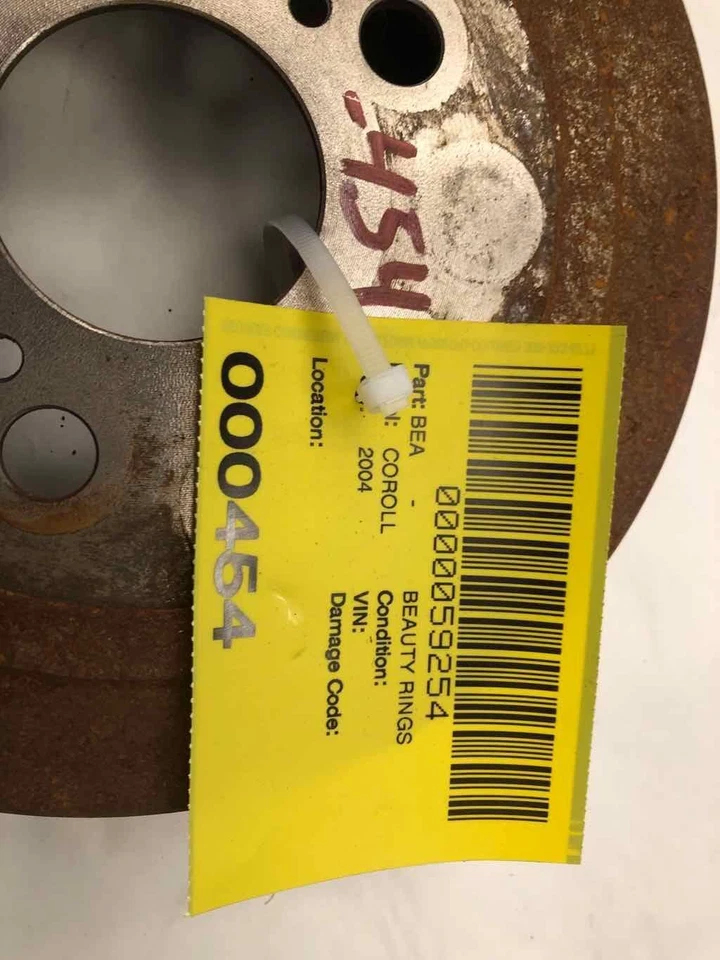 -454
0000059254
Part: BEA - BEAUTY RINGS
COROLL Condition:
2004 VIN:
Damage Code:
Location:
000454